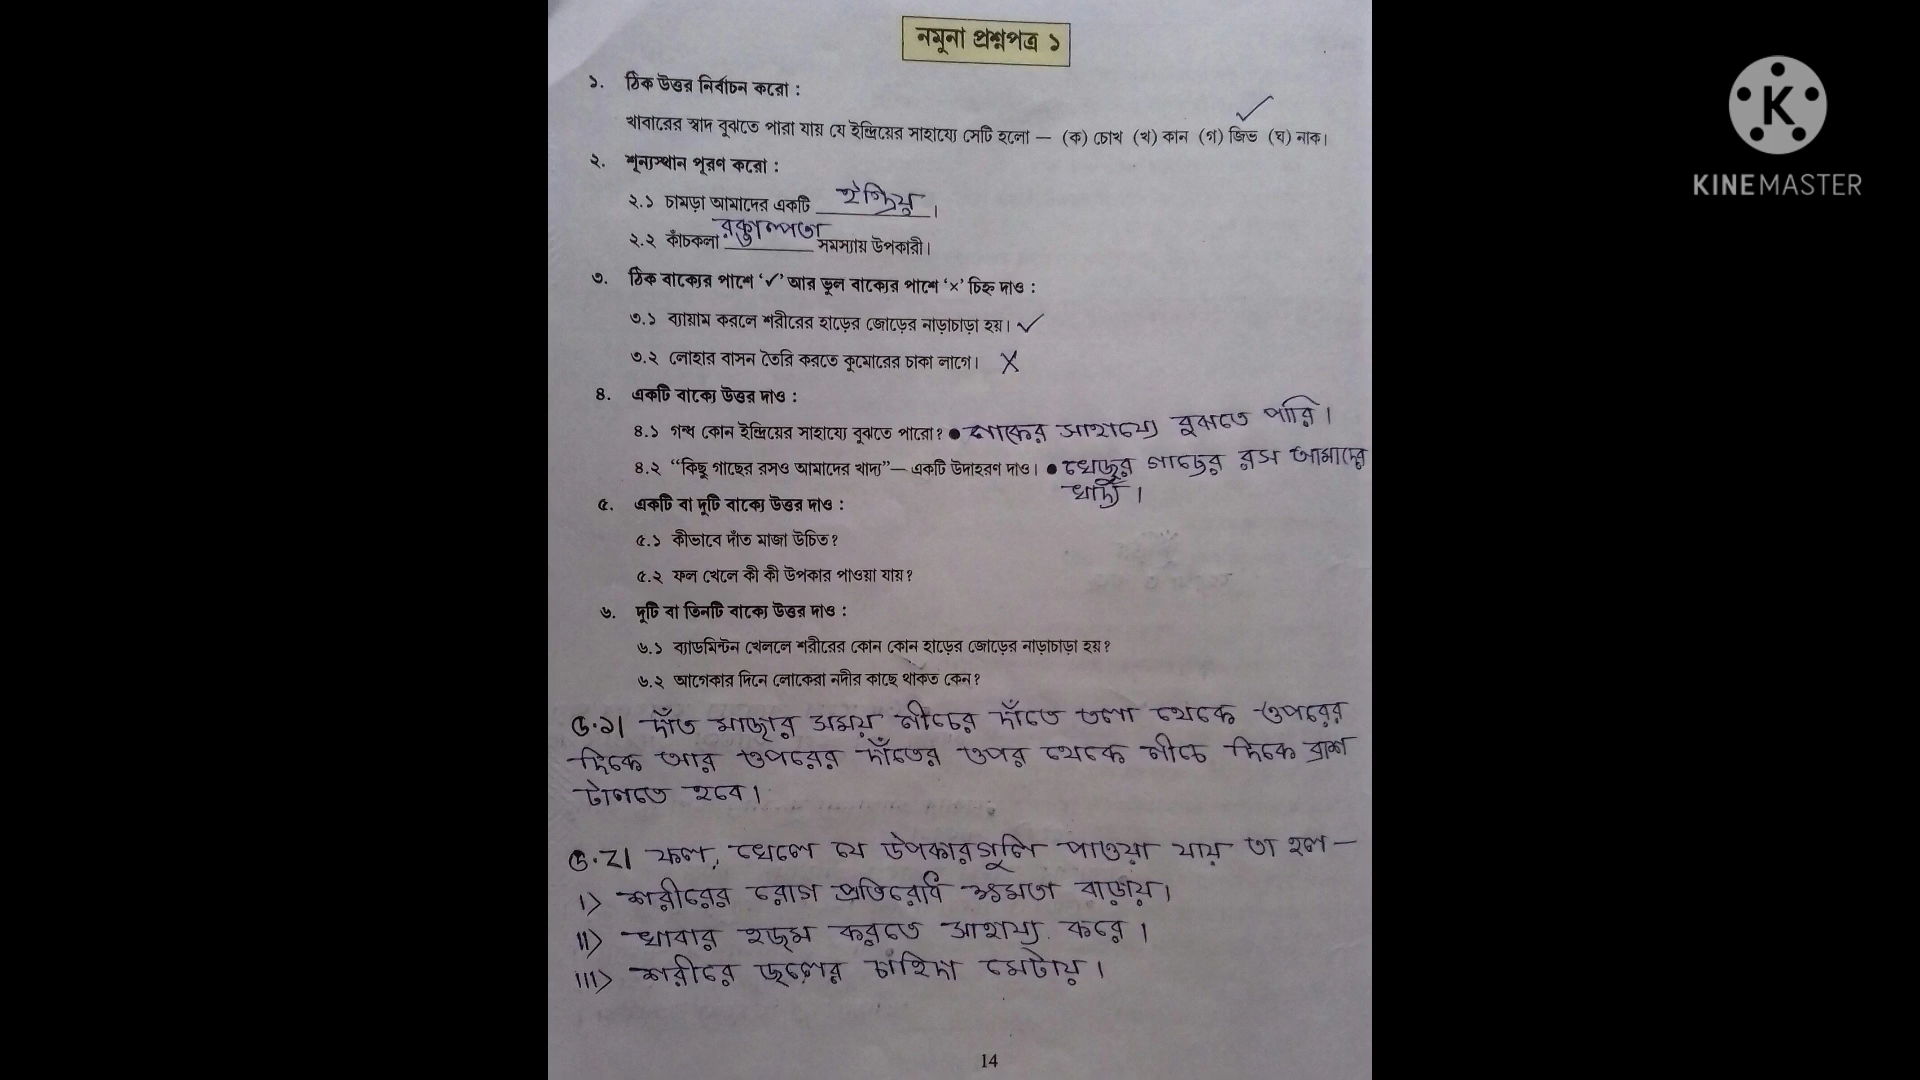 নমুনা প্রশ্নপত্র ১
১. ঠিক উত্তর নির্বাচন করো :
খাবারের স্বাদ বুঝতে পারা যায় যে ইন্দ্রিয়ের সাহায্যে সেটি হলো — (ক) চোখ (খ) কান (গ) জিভ (ঘ) নাক।
২. শূন্যস্থান পূরণ করো :
২.১ চামড়া আমাদের একটি ইন্দ্রিয় ।
২.২ কাঁচকলা রক্তাল্পতা সমস্যায় উপকারী।
৩. ঠিক বাক্যের পাশে ‘✓’ আর ভুল বাক্যের পাশে ‘×’ চিহ্ন দাও :
৩.১ ব্যায়াম করলে শরীরের হাড়ের জোড়ের নাড়াচাড়া হয়। ✓
৩.২ লোহার বাসন তৈরি করতে কুমোরের চাকা লাগে। X
৪. একটি বাক্যে উত্তর দাও :
৪.১ গন্ধ কোন ইন্দ্রিয়ের সাহায্যে বুঝতে পারো? • নাকের সাহায্যে বুঝতে পারি।
৪.২ “কিছু গাছের রসও আমাদের খাদ্য”— একটি উদাহরণ দাও। • খেজুর গাছের রস আমাদের
খাদ্য।
৫. একটি বা দুটি বাক্যে উত্তর দাও :
৫.১ কীভাবে দাঁত মাজা উচিত?
৫.২ ফল খেলে কী কী উপকার পাওয়া যায়?
৬. দুটি বা তিনটি বাক্যে উত্তর দাও :
৬.১ ব্যাডমিন্টন খেললে শরীরের কোন কোন হাড়ের জোড়ের নাড়াচাড়া হয়?
৬.২ আগেকার দিনে লোকেরা নদীর কাছে থাকত কেন?
৫.১। দাঁত মাজার সময় নীচের দাঁতে তলা থেকে ওপরের
দিকে আর ওপরের দাঁতের ওপর থেকে নীচে দিকে ব্রাশ
টানতে হবে।
৫.২। ফল, খেলে যে উপকারগুলি পাওয়া যায় তা হল—
i) শরীরের রোগ প্রতিরোধ ক্ষমতা বাড়ায়।
ii) খাবার হজম করতে সাহায্য করে।
iii) শরীরে জলের চাহিদা মেটায়।
14
K
KINEMASTER